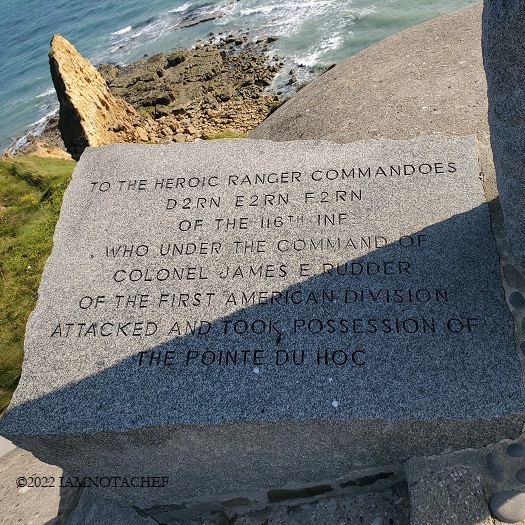 TO THE HEROIC RANGER COMMANDOES
D2RN E2RN F2RN
OF THE 116TH INF
WHO UNDER THE COMMAND OF
COLONEL JAMES E RUDDER
OF THE FIRST AMERICAN DIVISION
ATTACKED AND TOOK POSSESSION OF
THE POINTE DU HOC
©2022 IAMNOTACHEF